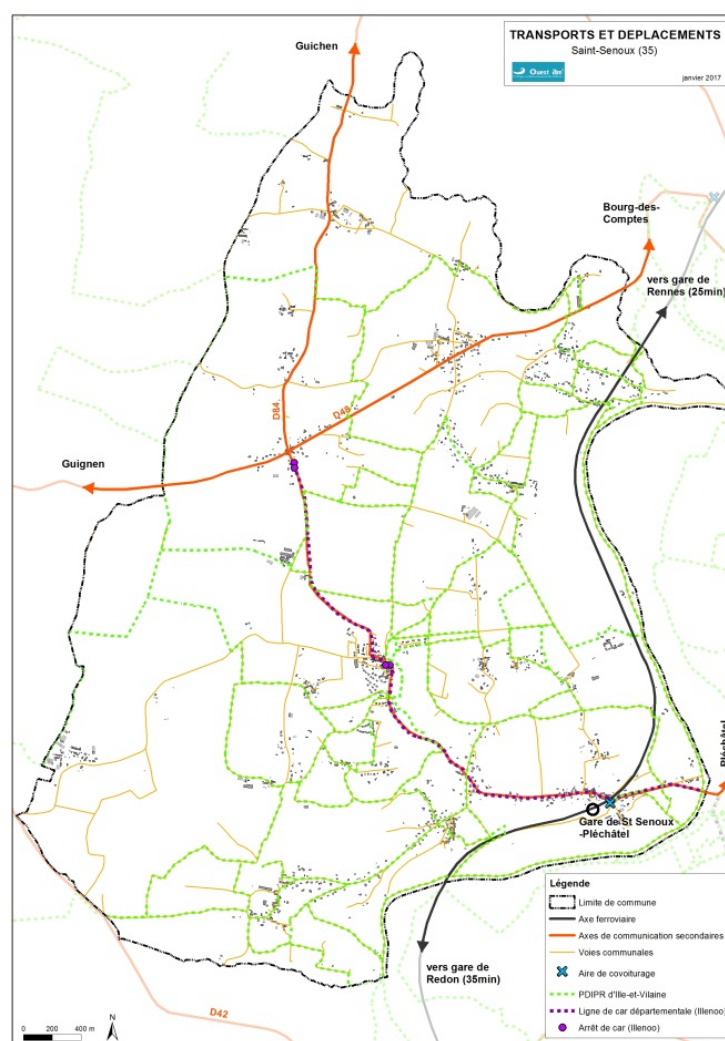 TRANSPORTS ET DEPLACEMENTS
Saint-Senoux (35)
Ouest am'
janvier 2017
Guichen
Bourg-des-
Comptes
vers gare de
Rennes (25min)
D84
D48
Guignen
Pléchâtel
Gare de St Senoux
-Pléchâtel
vers gare de
Redon (35min)
D42
0 200 400 m
N
Légende
Limite de commune
Axe ferroviaire
Axes de communication secondaires
Voies communales
Aire de covoiturage
PDIPR d'Ille-et-Vilaine
Ligne de car départementale (Illenoo)
Arrêt de car (Illenoo)